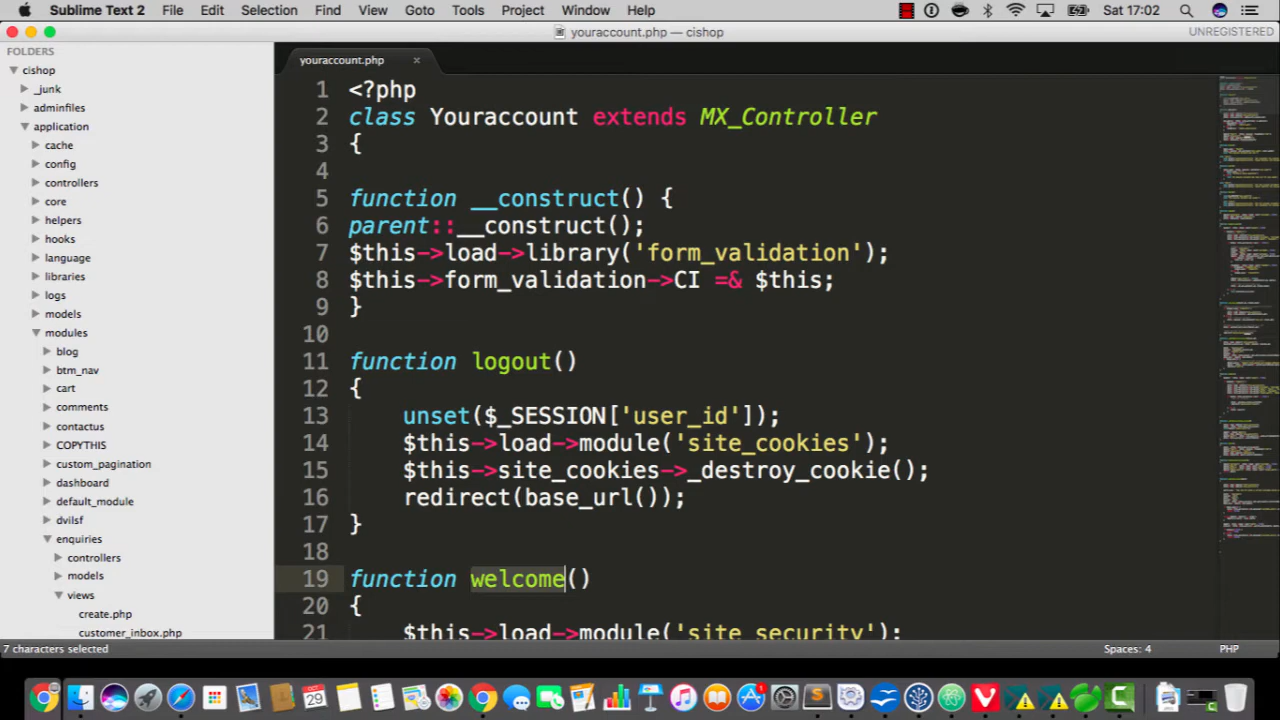 Sublime Text 2 File Edit Selection Find View Goto Tools Project Window Help Sat 17:02
youraccount.php — cishop UNREGISTERED
FOLDERS
cishop
_junk
adminfiles
application
cache
config
controllers
core
helpers
hooks
language
libraries
logs
models
modules
blog
btm_nav
cart
comments
contactus
COPYTHIS
custom_pagination
dashboard
default_module
dvilsf
enquiries
controllers
models
views
create.php
customer_inbox.php
youraccount.php ×
1 <?php
2 class Youraccount extends MX_Controller
3 {
4
5 function __construct() {
6 parent::__construct();
7 $this->load->library('form_validation');
8 $this->form_validation->CI =& $this;
9 }
10
11 function logout()
12 {
13 unset($_SESSION['user_id']);
14 $this->load->module('site_cookies');
15 $this->site_cookies->_destroy_cookie();
16 redirect(base_url());
17 }
18
19 function welcome()
20 {
21 $this->load->module('site_security');
7 characters selected Spaces: 4 PHP
29
1